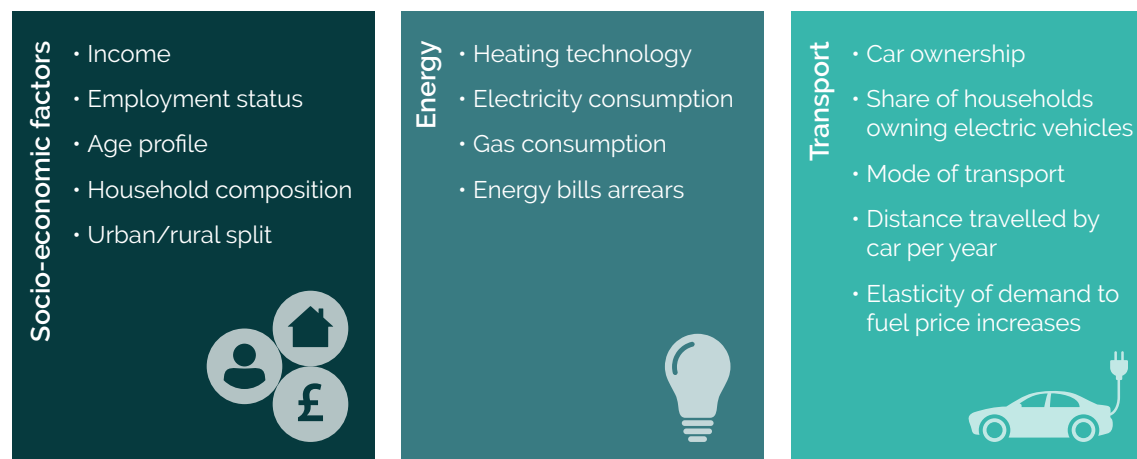 Socio-economic factors
• Income
• Employment status
• Age profile
• Household composition
• Urban/rural split
£
Energy
• Heating technology
• Electricity consumption
• Gas consumption
• Energy bills arrears
Transport
• Car ownership
• Share of households
owning electric vehicles
• Mode of transport
• Distance travelled by
car per year
• Elasticity of demand to
fuel price increases